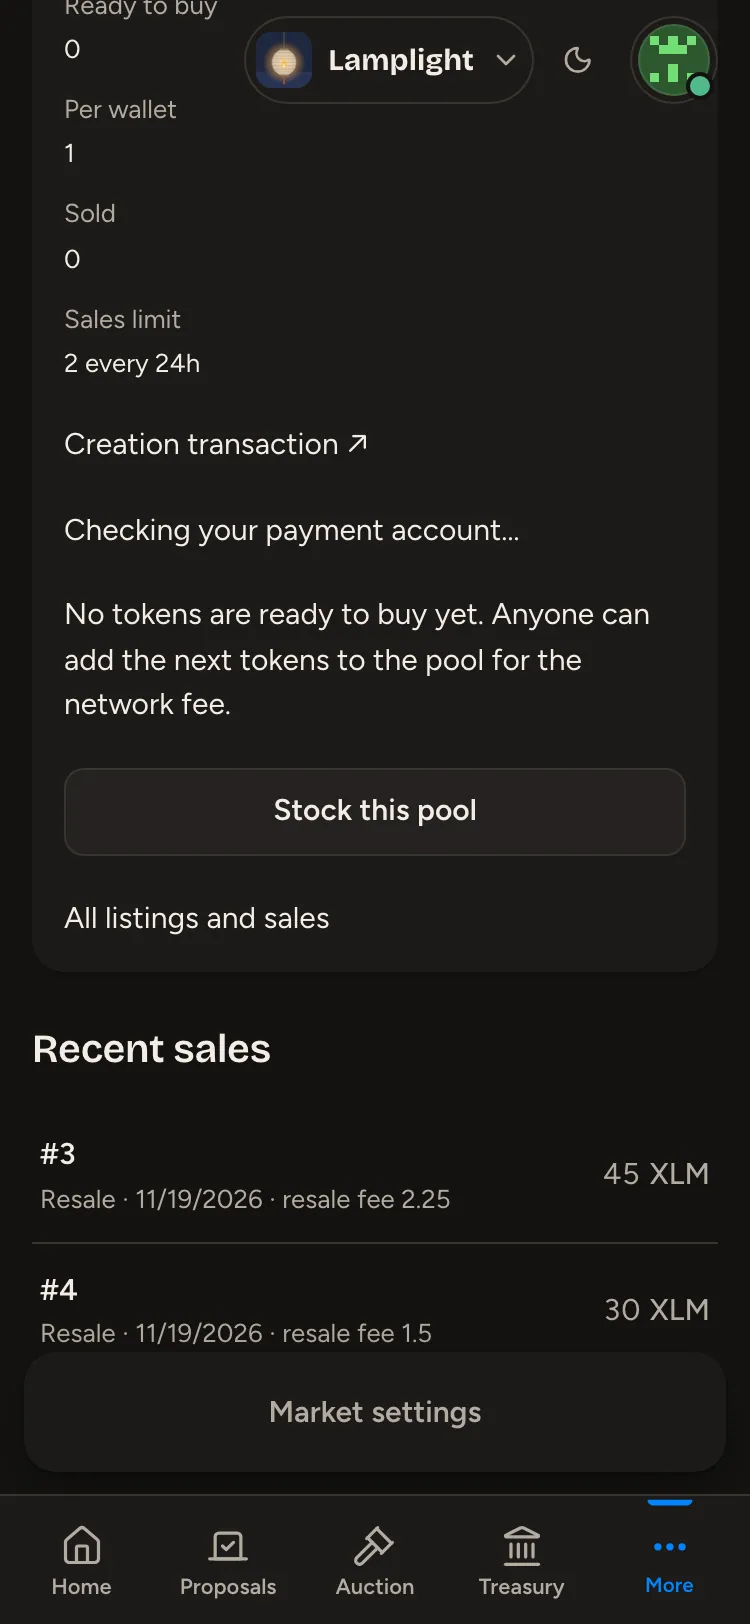 Ready to buy
0
Lamplight
Per wallet
1
Sold
0
Sales limit
2 every 24h
Creation transaction ↗
Checking your payment account...
No tokens are ready to buy yet. Anyone can
add the next tokens to the pool for the
network fee.
Stock this pool
All listings and sales
Recent sales
#3
Resale · 11/19/2026 · resale fee 2.25
45 XLM
#4
Resale · 11/19/2026 · resale fee 1.5
30 XLM
Market settings
Home
Proposals
Auction
Treasury
More